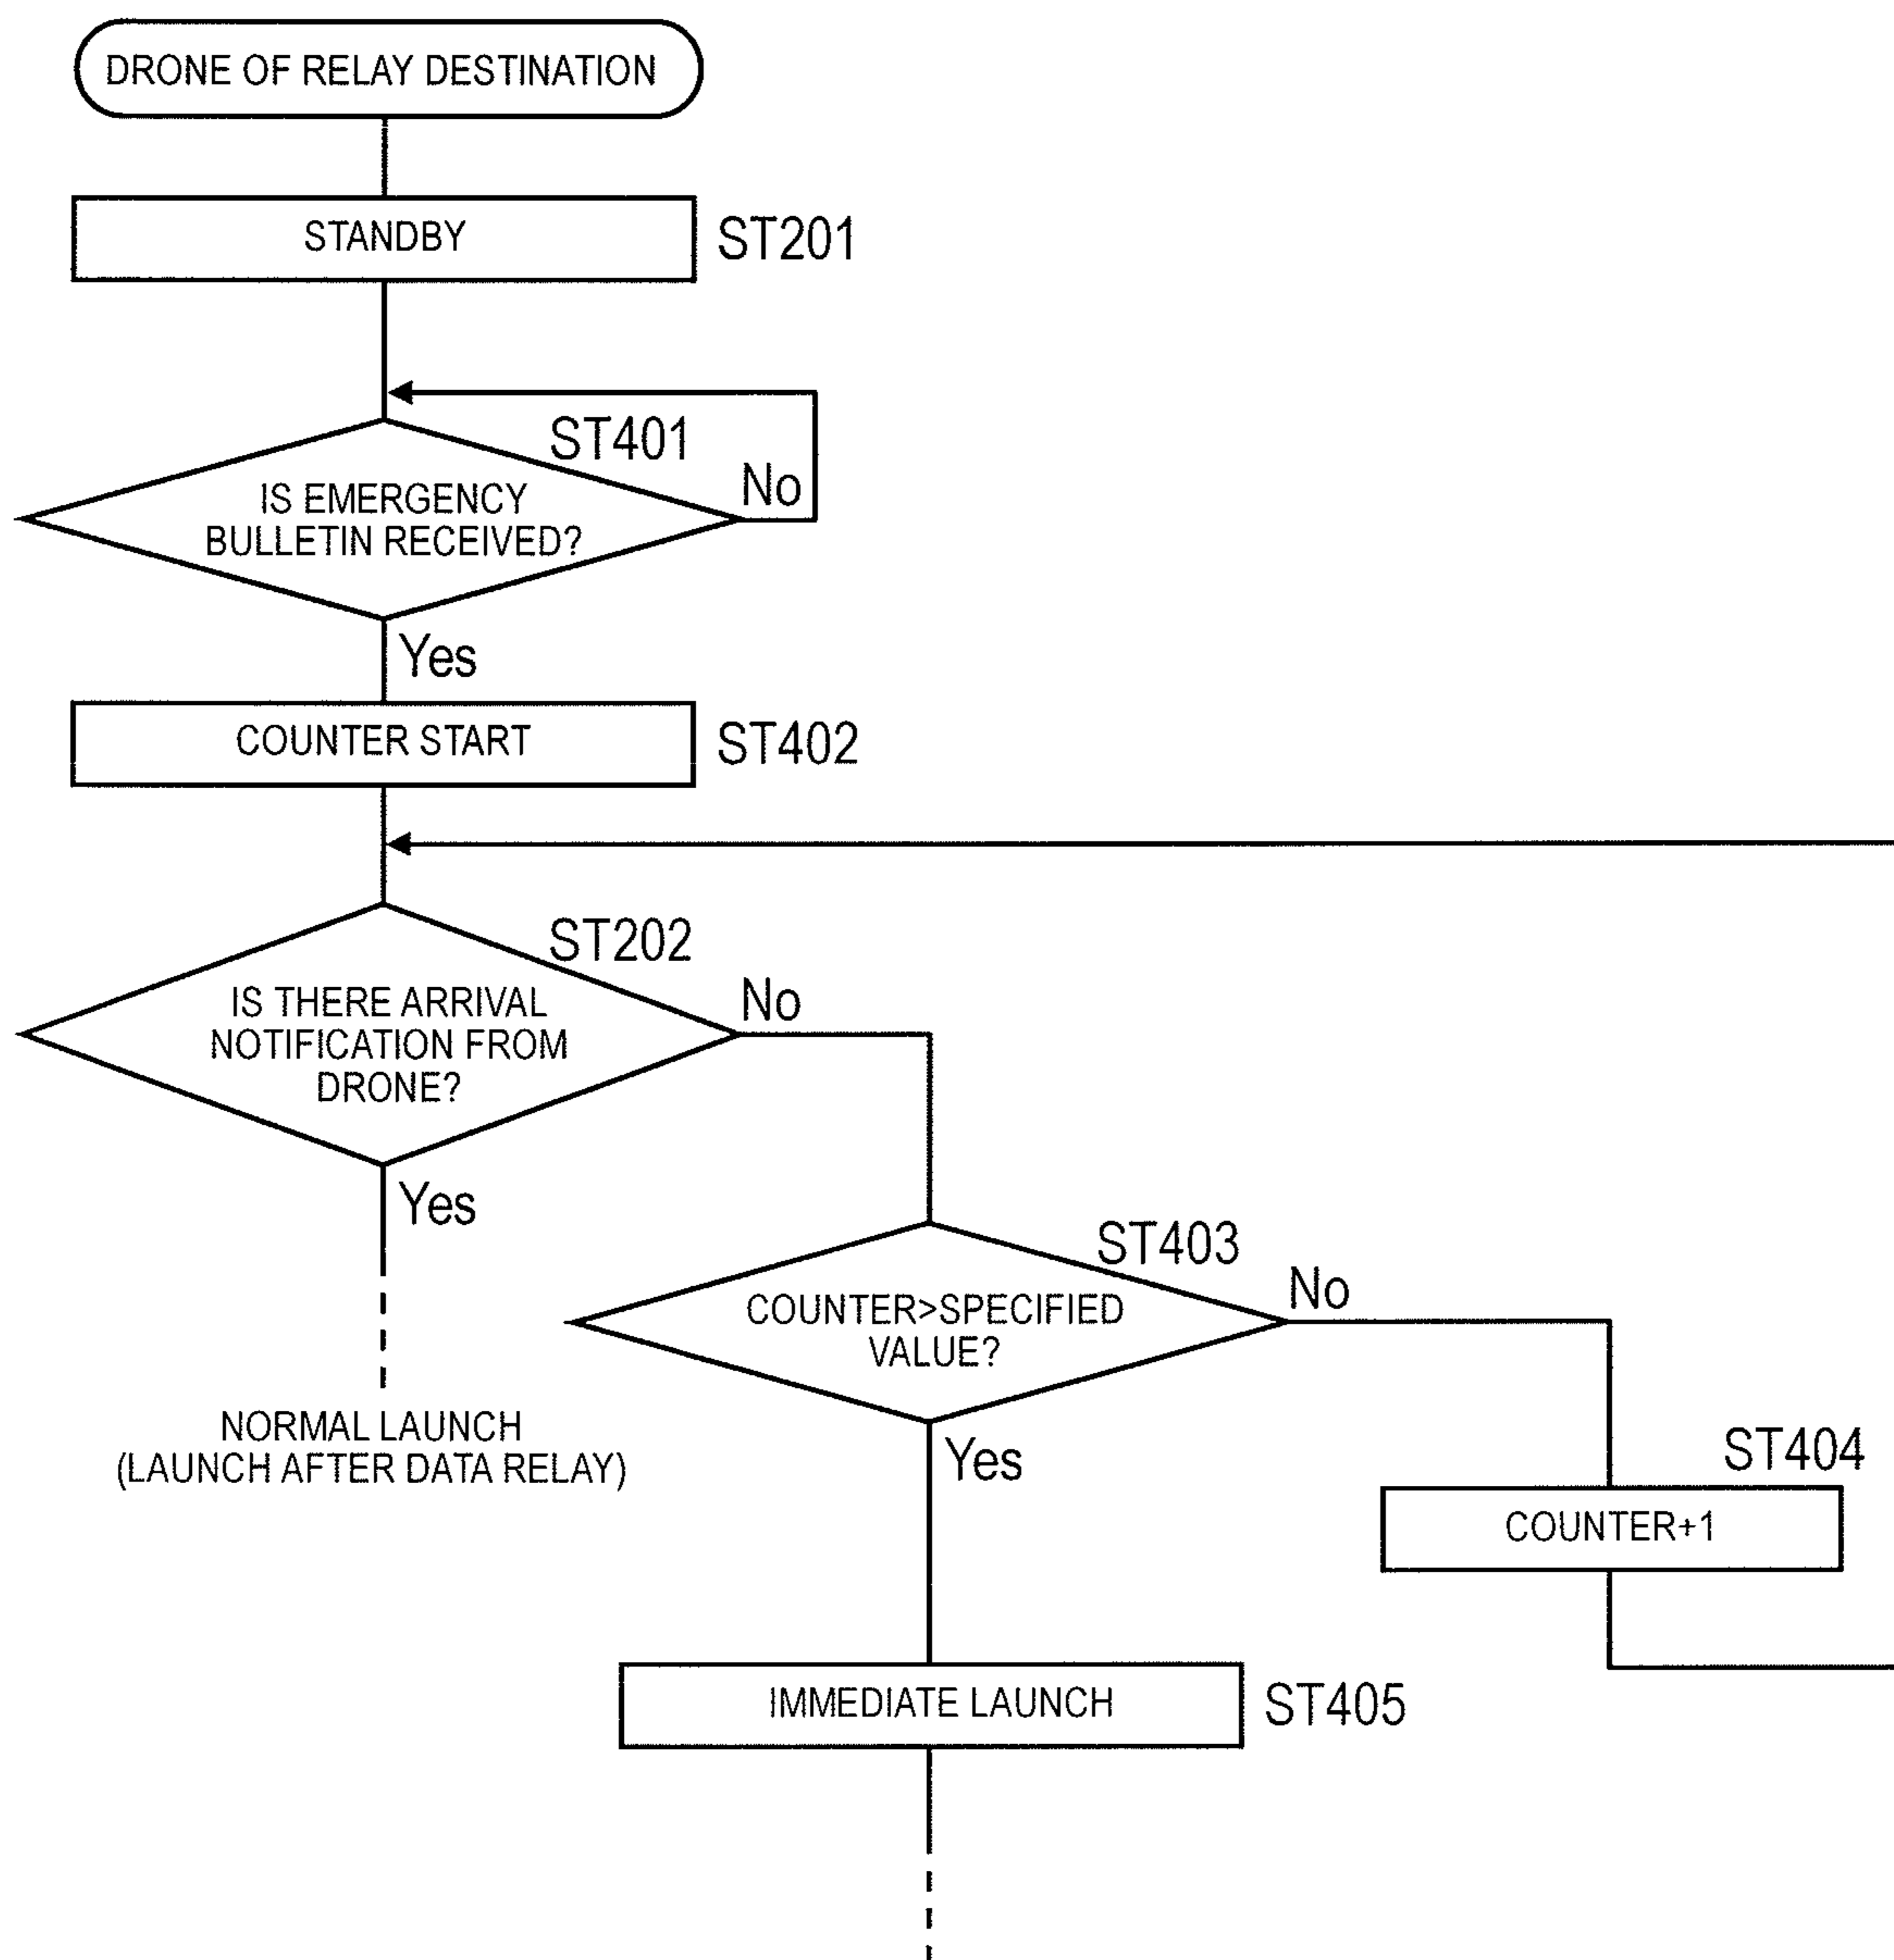 DRONE OF RELAY DESTINATION
STANDBY
ST201
ST401
No
IS EMERGENCY
BULLETIN RECEIVED?
Yes
COUNTER START
ST402
ST202
No
IS THERE ARRIVAL
NOTIFICATION FROM
DRONE?
Yes
ST403
No
COUNTER>SPECIFIED
VALUE?
NORMAL LAUNCH
(LAUNCH AFTER DATA RELAY)
Yes
ST404
COUNTER+1
IMMEDIATE LAUNCH
ST405